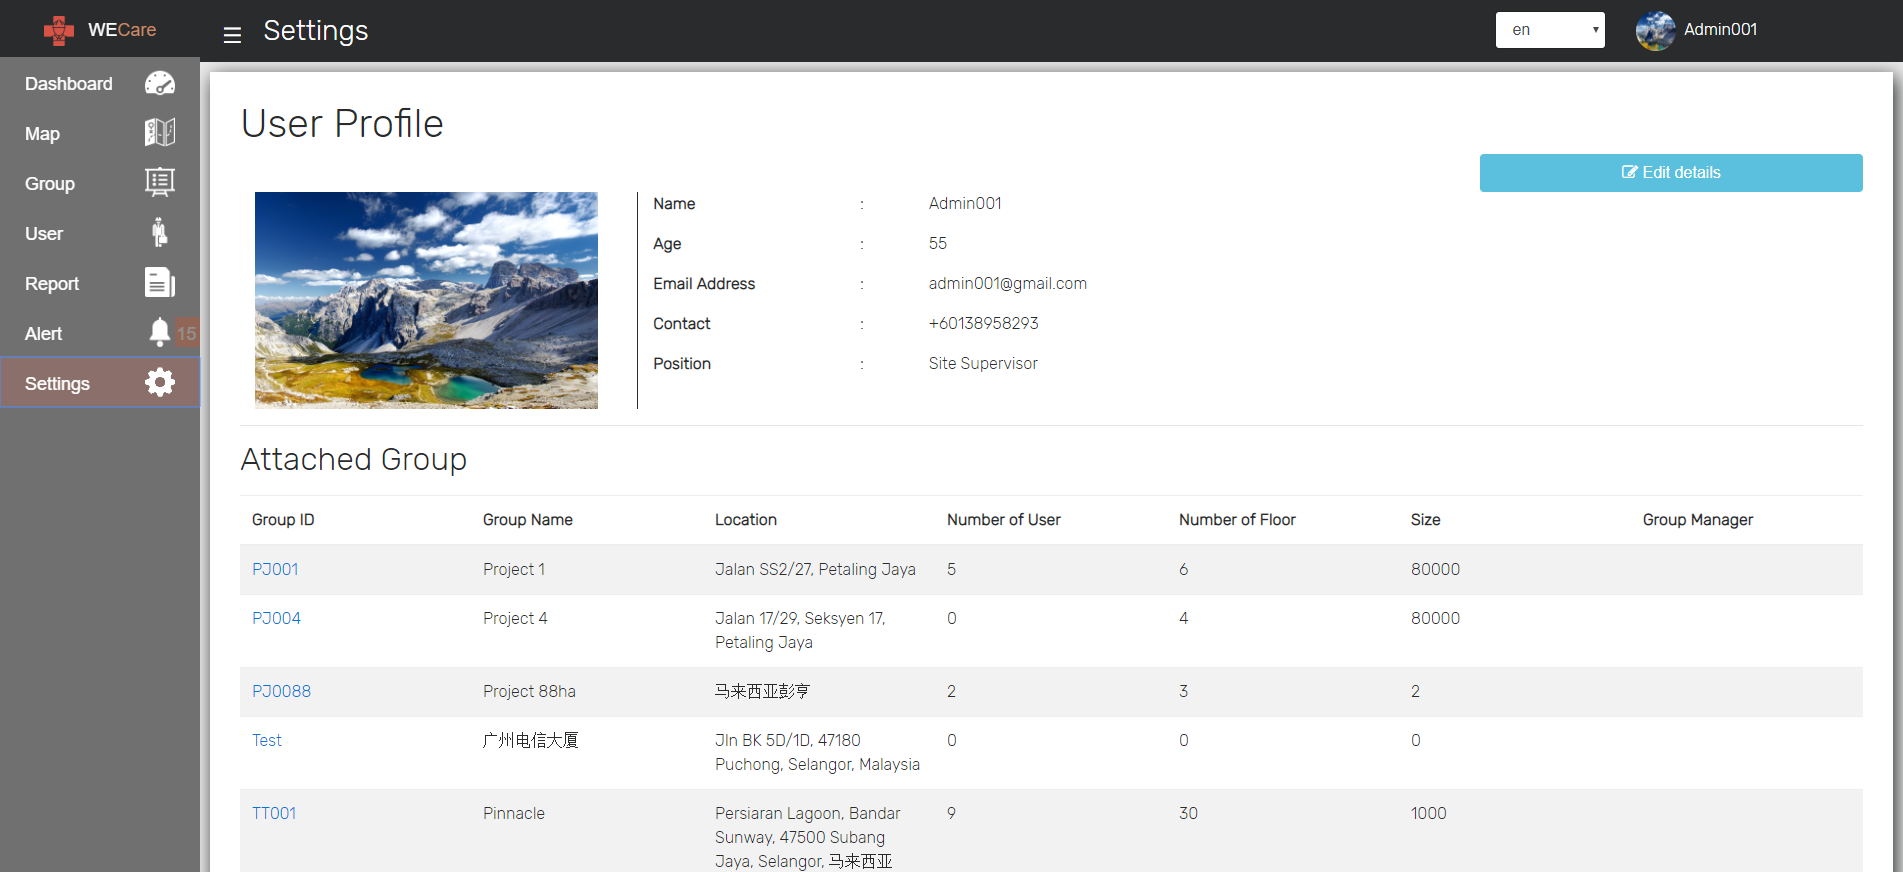 WECare
☰ Settings
en
Admin001
Dashboard
Map
Group
User
Report
Alert 15
Settings
User Profile
Edit details
Name : Admin001
Age : 55
Email Address : admin001@gmail.com
Contact : +60138958293
Position : Site Supervisor
Attached Group
Group ID Group Name Location Number of User Number of Floor Size Group Manager
PJ001 Project 1 Jalan SS2/27, Petaling Jaya 5 6 80000
PJ004 Project 4 Jalan 17/29, Seksyen 17, 0 4 80000
Petaling Jaya
PJ0088 Project 88ha 马来西亚彭亨 2 3 2
Test 广州电信大厦 Jln BK 5D/1D, 47180 0 0 0
Puchong, Selangor, Malaysia
TT001 Pinnacle Persiaran Lagoon, Bandar 9 30 1000
Sunway, 47500 Subang
Jaya, Selangor, 马来西亚